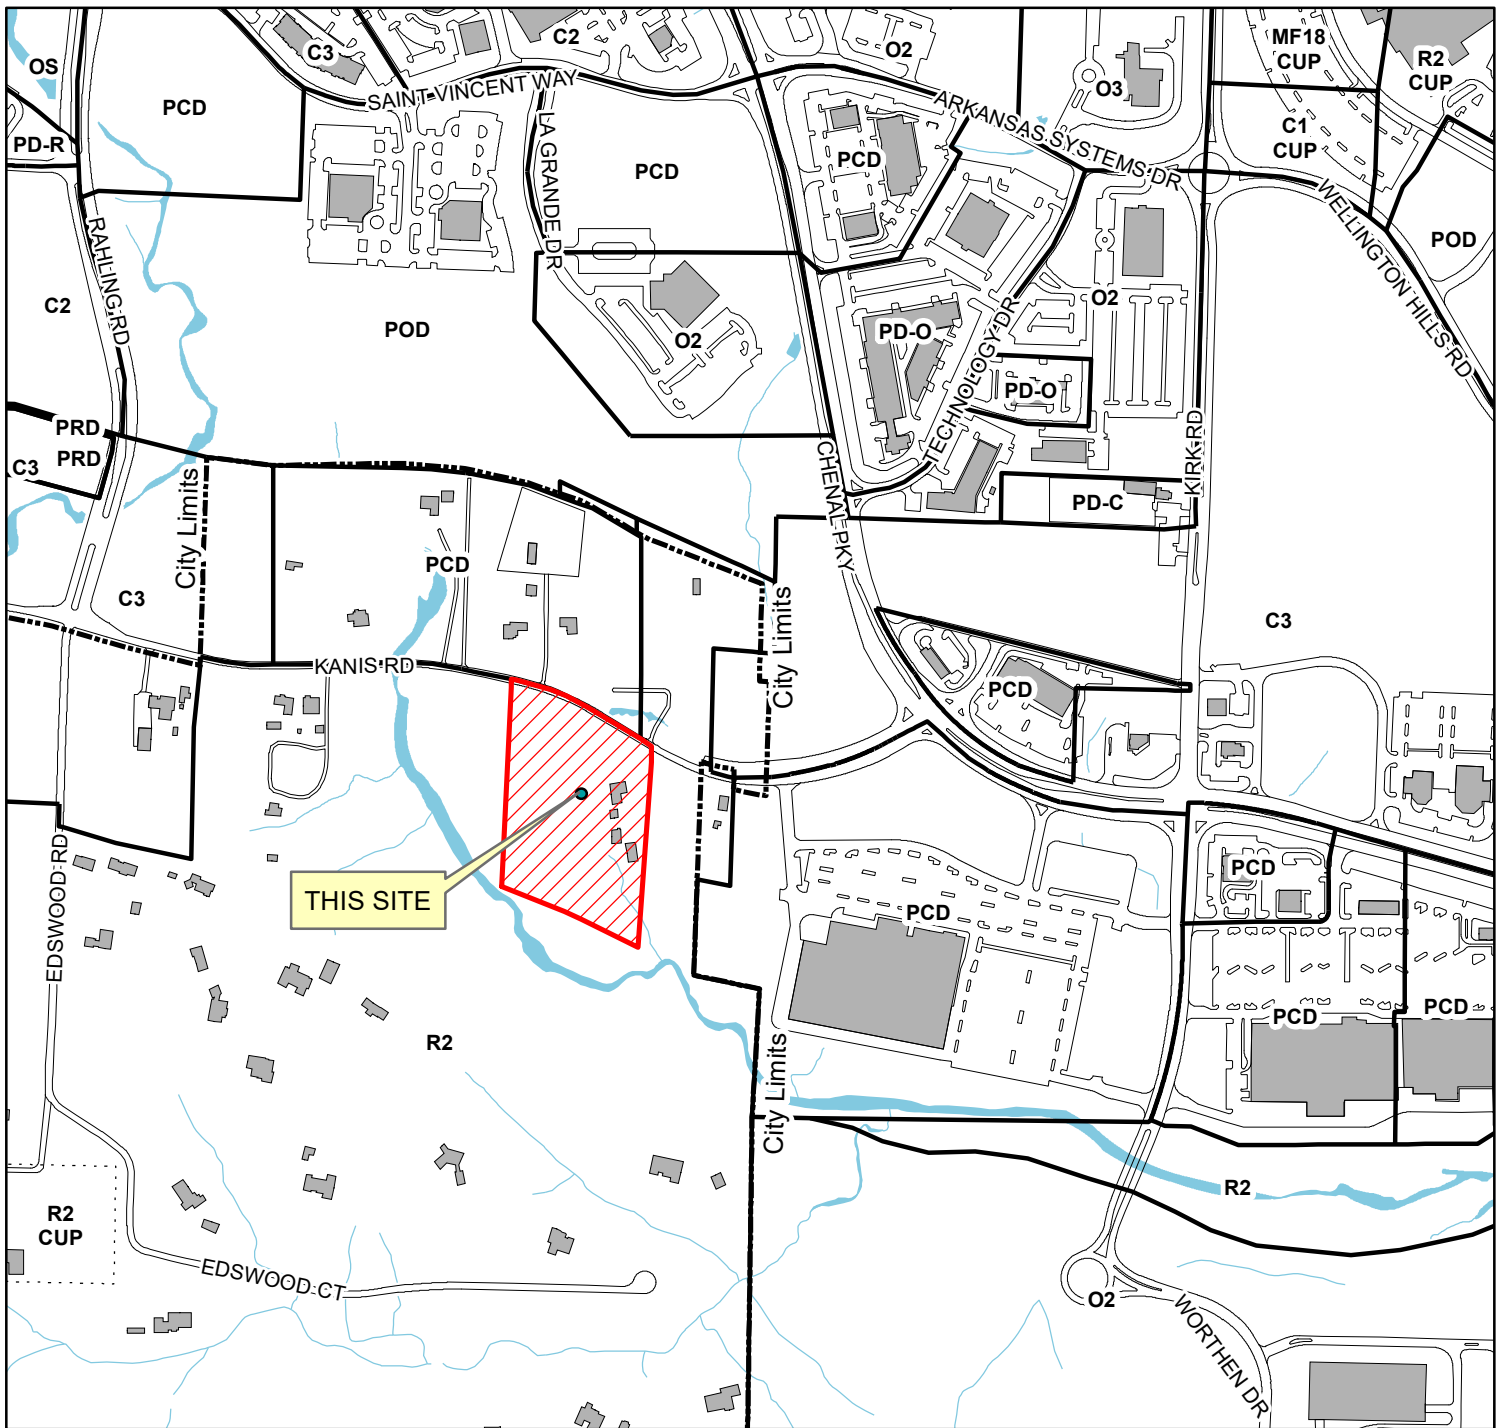 C3
C2
O2
MF18
CUP
R2
CUP
OS
PCD
SAINT VINCENT WAY
O3
ARKANSAS SYSTEMS DR
C1
CUP
PD-R
LA GRANDE DR
PCD
PCD
WELLINGTON HILLS RD
POD
RAHLING RD
C2
POD
O2
PD-O
O2
TECHNOLOGY DR
PD-O
KIRK RD
PRD
PRD
C3
City Limits
CHENAL PKY
PD-C
PCD
C3
City Limits
C3
KANIS RD
PCD
EDSWOOD RD
THIS SITE
PCD
PCD
PCD
PCD
R2
City Limits
R2
R2
CUP
EDSWOOD CT
O2
WORTHEN DR